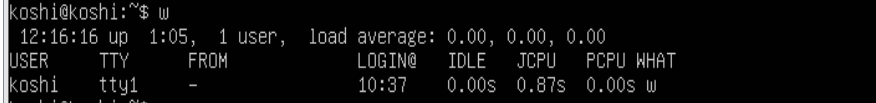 koshi@koshi:~$ w
12:16:16 up  1:05,  1 user,  load average: 0.00, 0.00, 0.00
USER     TTY      FROM             LOGIN@   IDLE   JCPU   PCPU WHAT
koshi    tty1     -                10:37    0.00s  0.87s  0.00s w